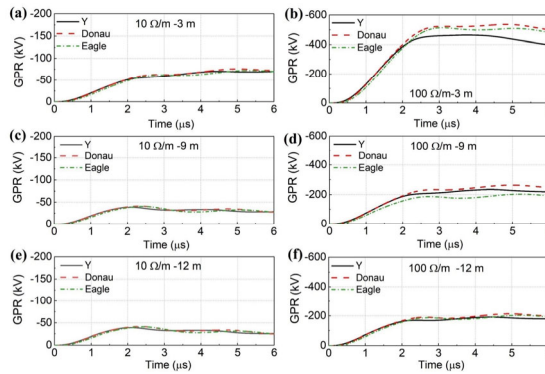 (a)
-200
-150
-100
-50
0
GPR (kV)
Y
Donau
Eagle
10 Ω/m -3 m
0 1 2 3 4 5 6
Time (μs)
(b)
-600
-400
-200
0
GPR (kV)
Y
Donau
Eagle
100 Ω/m-3 m
0 1 2 3 4 5
Time (μs)
(c)
-200
-150
-100
-50
0
GPR (kV)
Y
Donau
Eagle
10 Ω/m -9 m
0 1 2 3 4 5 6
Time (μs)
(d)
-600
-400
-200
0
GPR (kV)
Y
Donau
Eagle
100 Ω/m -9 m
0 1 2 3 4 5
Time (μs)
(e)
-200
-150
-100
-50
0
GPR (kV)
Y
Donau
Eagle
10 Ω/m -12 m
0 1 2 3 4 5 6
Time (μs)
(f)
-600
-400
-200
0
GPR (kV)
Y
Donau
Eagle
100 Ω/m -12 m
0 1 2 3 4 5
Time (μs)